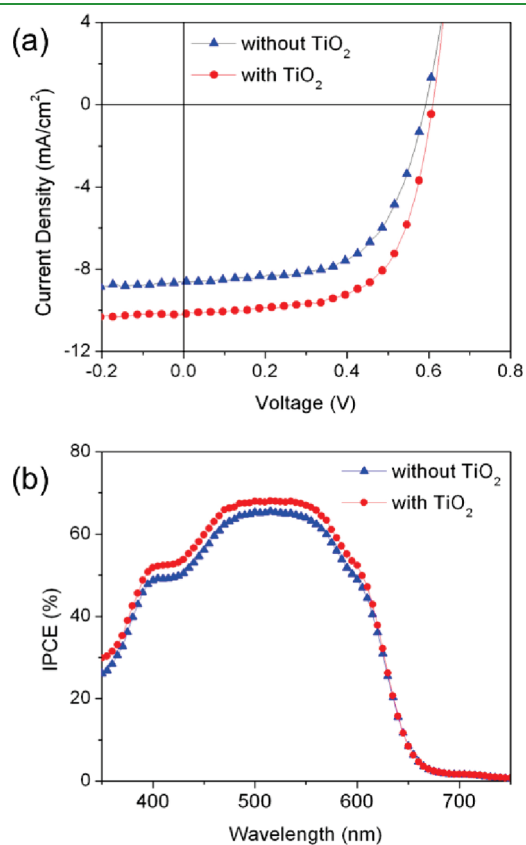 (a)
without TiO₂
with TiO₂
Current Density (mA/cm²)
4
0
-4
-8
-12
-0.2 0.0 0.2 0.4 0.6 0.8
Voltage (V)
(b)
without TiO₂
with TiO₂
IPCE (%)
80
60
40
20
0
400 500 600 700
Wavelength (nm)